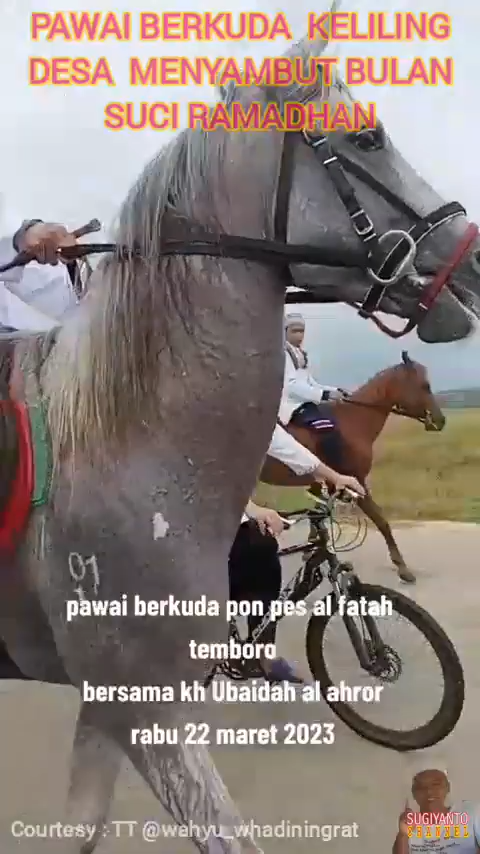 PAWAI BERKUDA KELILING
DESA MENYAMBUT BULAN
SUCI RAMADHAN
pawai berkuda pon pes al fatah
temboro
bersama kh Ubaidah al ahror
rabu 22 maret 2023
Courtesy : TT @wahyu_whadiningrat
SUGIYANTO
CHANNEL